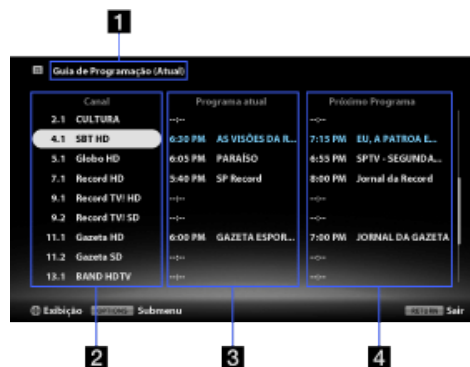 1
Guia de Programação (Atual)
Canal Programa atual Próximo Programa
2.1 CULTURA --:-- --:--
4.1 SBT HD 6:30 PM AS VISÕES DA R... 7:15 PM EU, A PATROA E...
5.1 Globo HD 6:05 PM PARAÍSO 6:55 PM SPTV - SEGUNDA...
7.1 Record HD 5:40 PM SP Record 8:00 PM Jornal da Record
9.1 Record TV! HD --:-- --:--
9.2 Record TV! SD --:-- --:--
11.1 Gazeta HD 6:00 PM GAZETA ESPOR... 7:00 PM JORNAL DA GAZETA
11.2 Gazeta SD --:-- --:--
13.1 BAND HDTV --:-- --:--
Exibição OPTIONS Submenu RETURN Sair
2 3 4